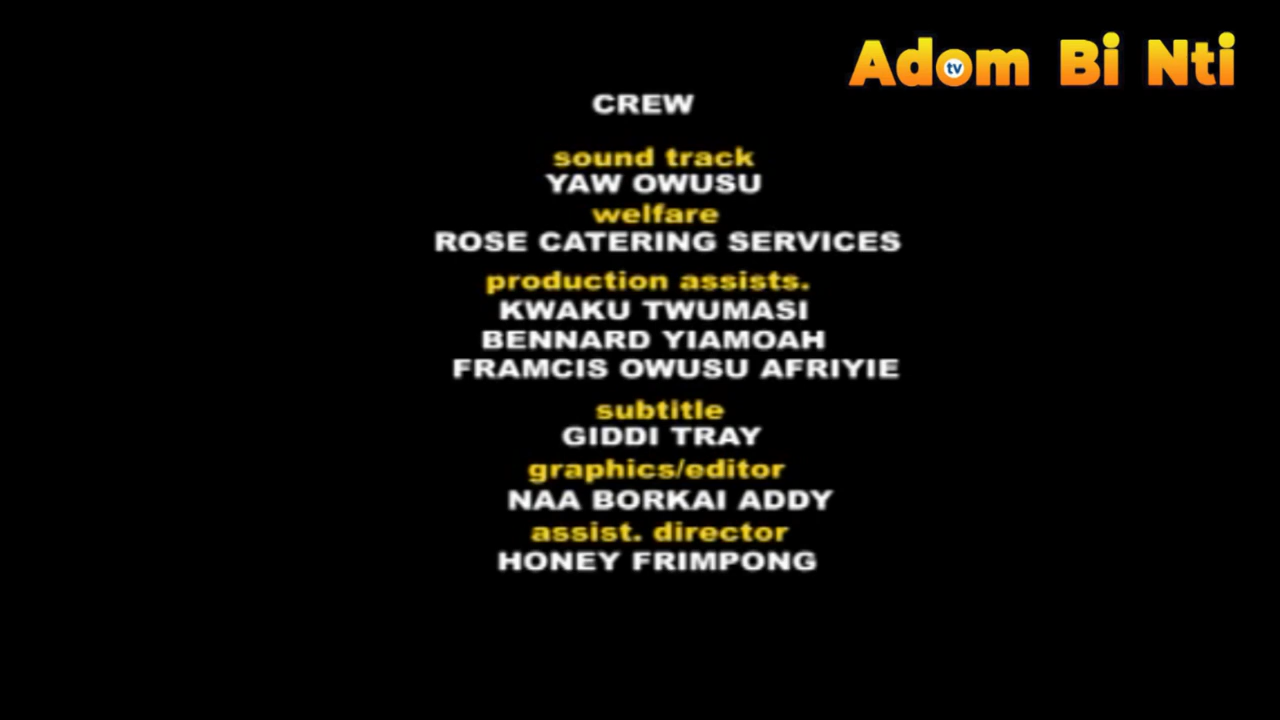 Adom tv Bi Nti
CREW
sound track
YAW OWUSU
welfare
ROSE CATERING SERVICES
production assists.
KWAKU TWUMASI
BENNARD YIAMOAH
FRAMCIS OWUSU AFRIYIE
subtitle
GIDDI TRAY
graphics/editor
NAA BORKAI ADDY
assist. director
HONEY FRIMPONG